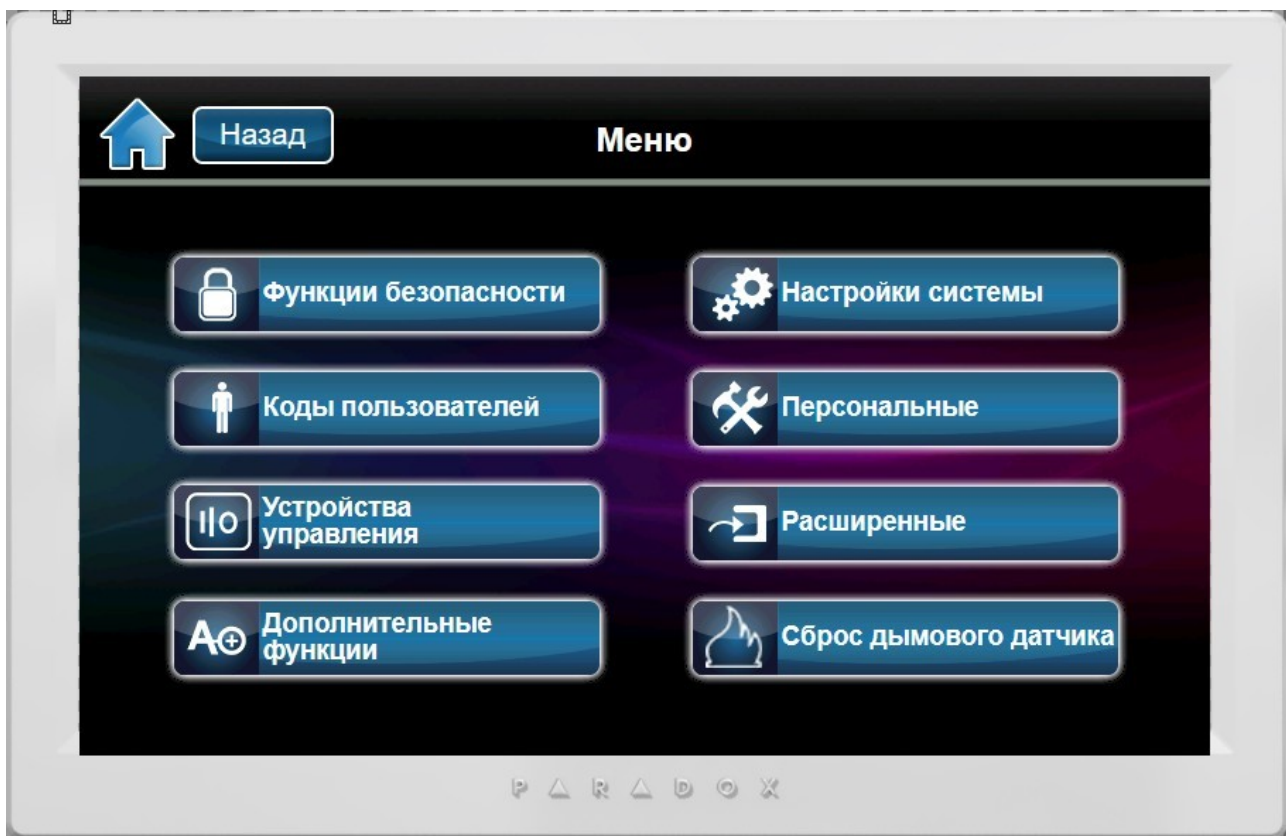 Назад
Меню
Функции безопасности
Настройки системы
Коды пользователей
Персональные
Устройства
управления
Расширенные
Дополнительные
функции
Сброс дымового датчика
PARADOX